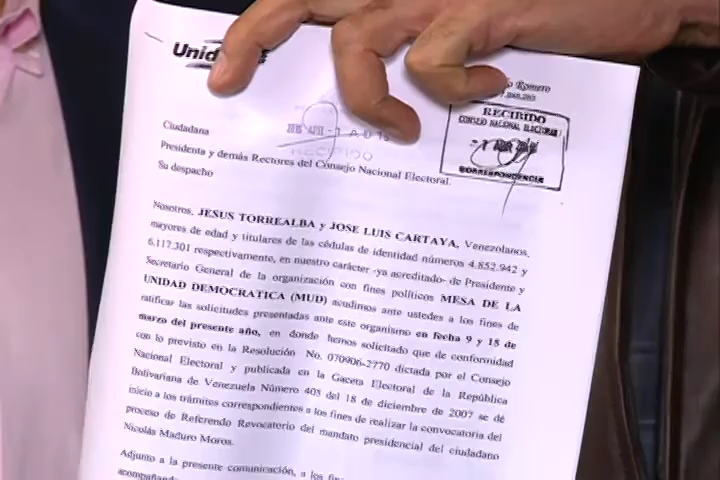 Unid
Romero
RECIBIDO
CONSEJO NACIONAL ELECTORAL
CORRESPONDENCIA
RECIBIDO
Ciudadana
Presidenta y demás Rectores del Consejo Nacional Electoral.
Su despacho
Nosotros, JESUS TORREALBA y JOSE LUIS CARTAYA, Venezolanos,
mayores de edad y titulares de las cédulas de identidad números 4.852.942 y
6.117.301 respectivamente, en nuestro carácter -ya acreditado- de Presidente y
Secretario General de la organización con fines políticos MESA DE LA
UNIDAD DEMOCRATICA (MUD) acudimos ante ustedes a los fines de
ratificar las solicitudes presentadas ante este organismo en fecha 9 y 18 de
marzo del presente año, en donde hemos solicitado que de conformidad
con lo previsto en la Resolución No. 070906-2770 dictada por el Consejo
Nacional Electoral y publicada en la Gaceta Electoral de la República
Bolivariana de Venezuela Número 405 del 18 de diciembre de 2007 se dé
inicio a los trámites correspondientes a los fines de realizar la convocatoria del
proceso de Referendo Revocatorio del mandato presidencial del ciudadano
Nicolás Maduro Moros.
Adjunto a la presente comunicación, a los
acompañando